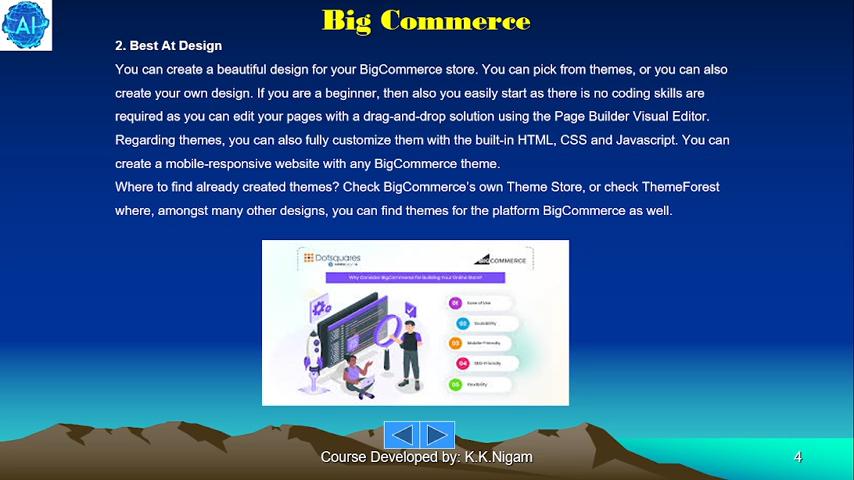 AI
Big Commerce
2. Best At Design
You can create a beautiful design for your BigCommerce store. You can pick from themes, or you can also
create your own design. If you are a beginner, then also you easily start as there is no coding skills are
required as you can edit your pages with a drag-and-drop solution using the Page Builder Visual Editor.
Regarding themes, you can also fully customize them with the built-in HTML, CSS and Javascript. You can
create a mobile-responsive website with any BigCommerce theme.
Where to find already created themes? Check BigCommerce's own Theme Store, or check ThemeForest
where, amongst many other designs, you can find themes for the platform BigCommerce as well.
Dotsquares
BIGCOMMERCE
Why Consider BigCommerce for Building Your Online Store?
01 Ease of Use
02 Scalability
03 Mobile-Friendly
04 SEO-Friendly
05 Flexibility
Course Developed by: K.K.Nigam
4